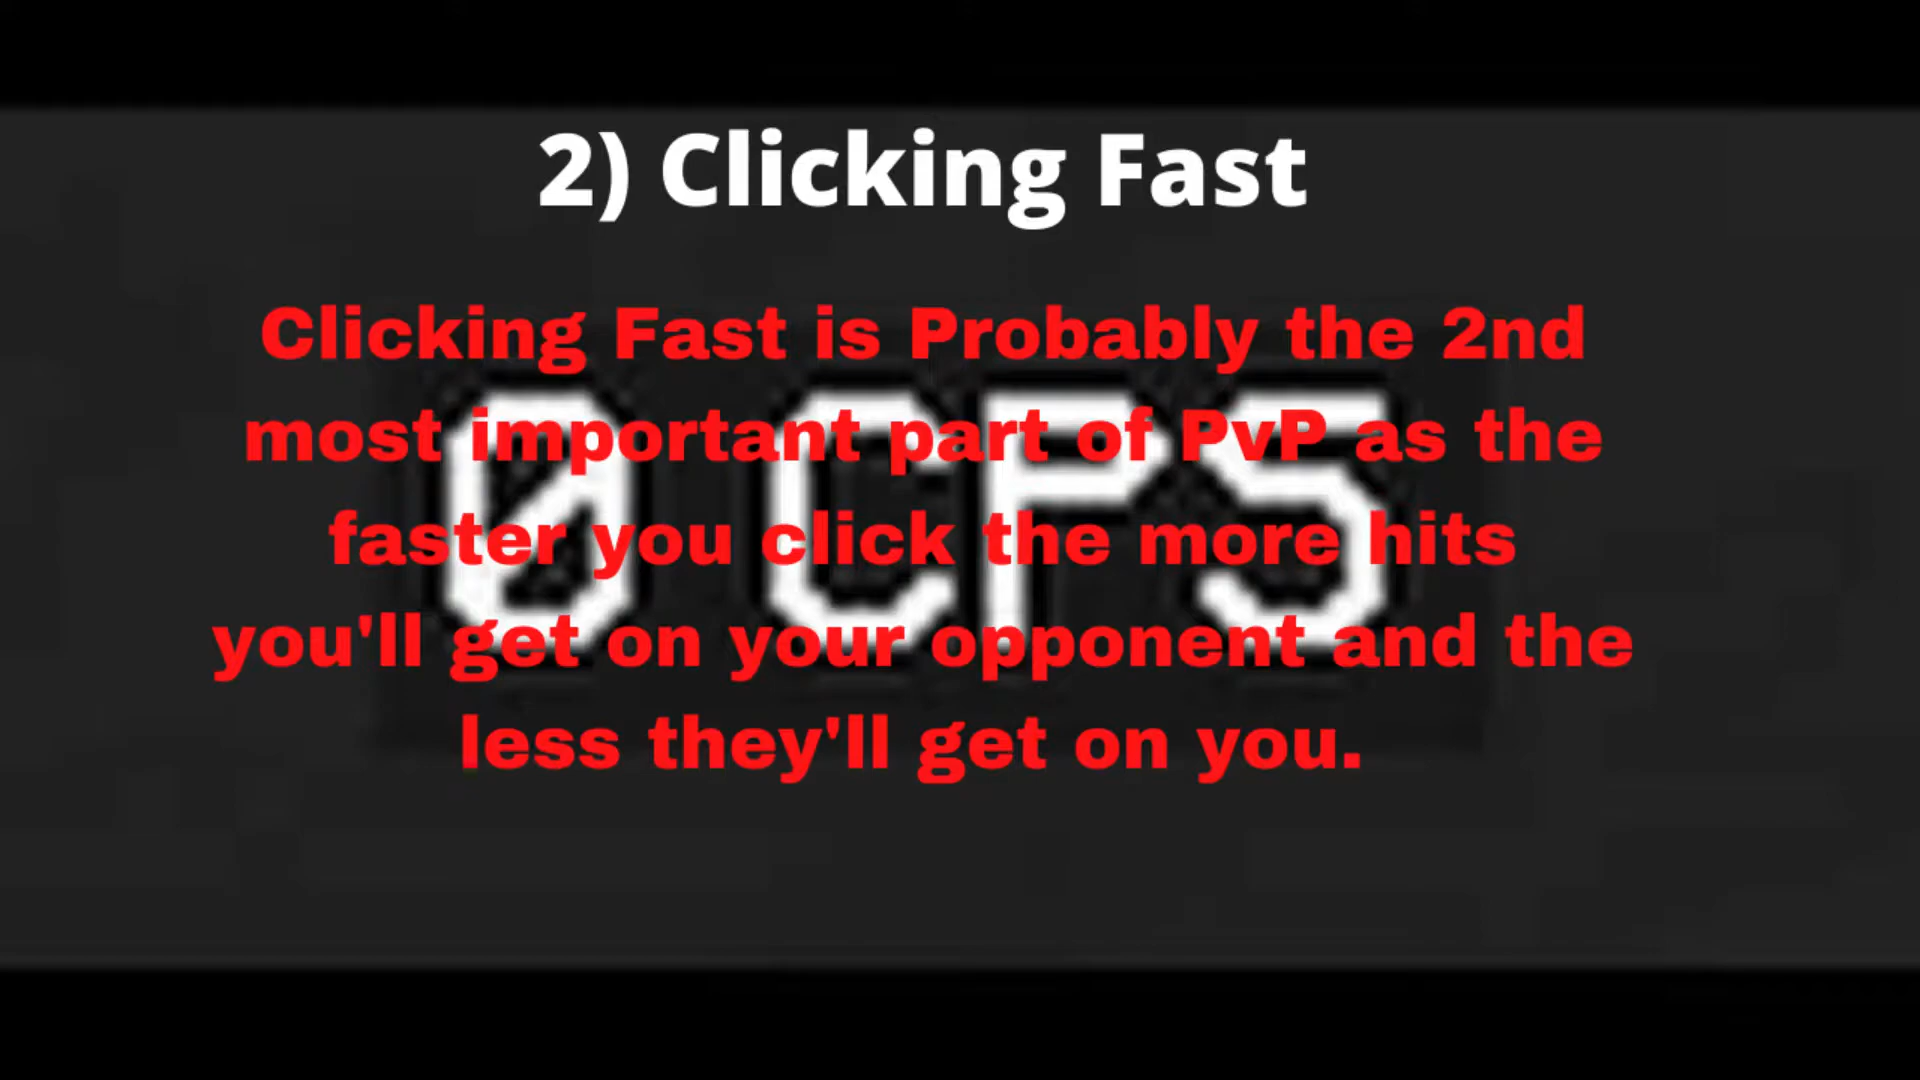 2) Clicking Fast
Clicking Fast is Probably the 2nd
most important part of PvP as the
faster you click the more hits
you'll get on your opponent and the
less they'll get on you.
0 CPS